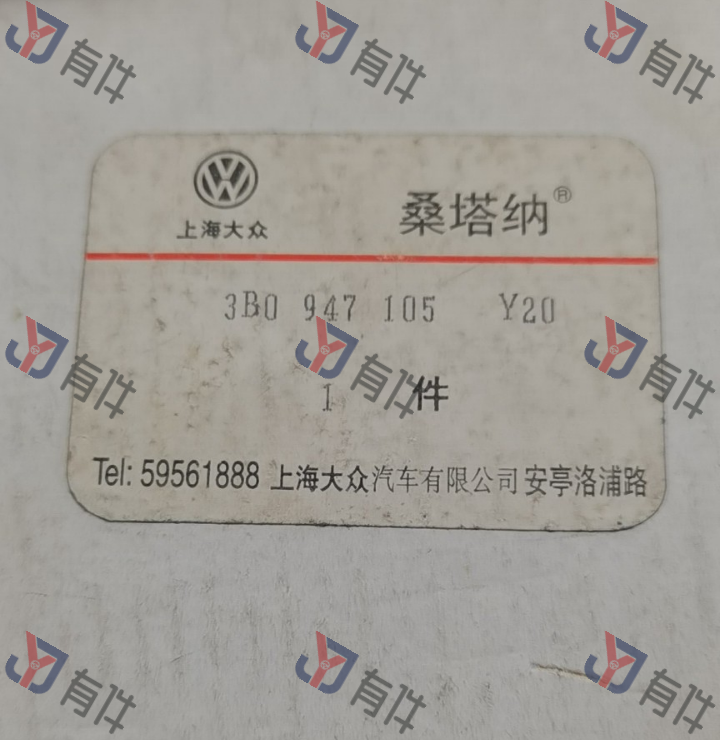 有件 有件 有件
上海大众 桑塔纳®
3B0 947 105 Y20
有件 有件 有件
1 件
Tel: 59561888 上海大众汽车有限公司 安亭洛浦路
有件 有件 有件